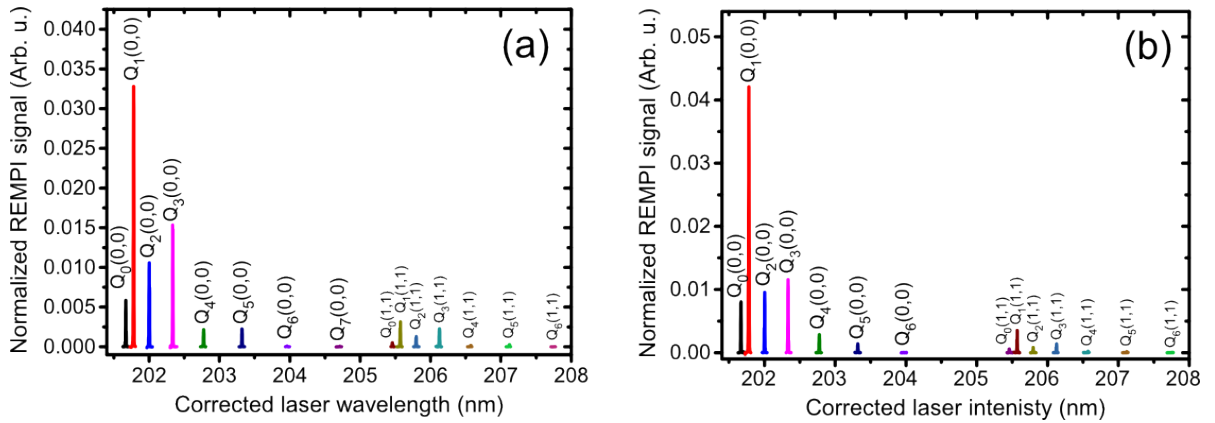 (a)
Normalized REMPI signal (Arb. u.)
0.040
0.035
0.030
0.025
0.020
0.015
0.010
0.005
0.000
Q₀(0,0)
Q₁(0,0)
Q₂(0,0)
Q₃(0,0)
Q₄(0,0)
Q₅(0,0)
Q₆(0,0)
Q₇(0,0)
Q₀(1,1)
Q₁(1,1)
Q₂(1,1)
Q₃(1,1)
Q₄(1,1)
Q₅(1,1)
Q₆(1,1)
202 203 204 205 206 207 208
Corrected laser wavelength (nm)
(b)
Normalized REMPI signal (Arb. u.)
0.05
0.04
0.03
0.02
0.01
0.00
Q₀(0,0)
Q₁(0,0)
Q₂(0,0)
Q₃(0,0)
Q₄(0,0)
Q₅(0,0)
Q₆(0,0)
Q₀(1,1)
Q₁(1,1)
Q₂(1,1)
Q₃(1,1)
Q₄(1,1)
Q₅(1,1)
Q₆(1,1)
202 203 204 205 206 207 208
Corrected laser intenisty (nm)